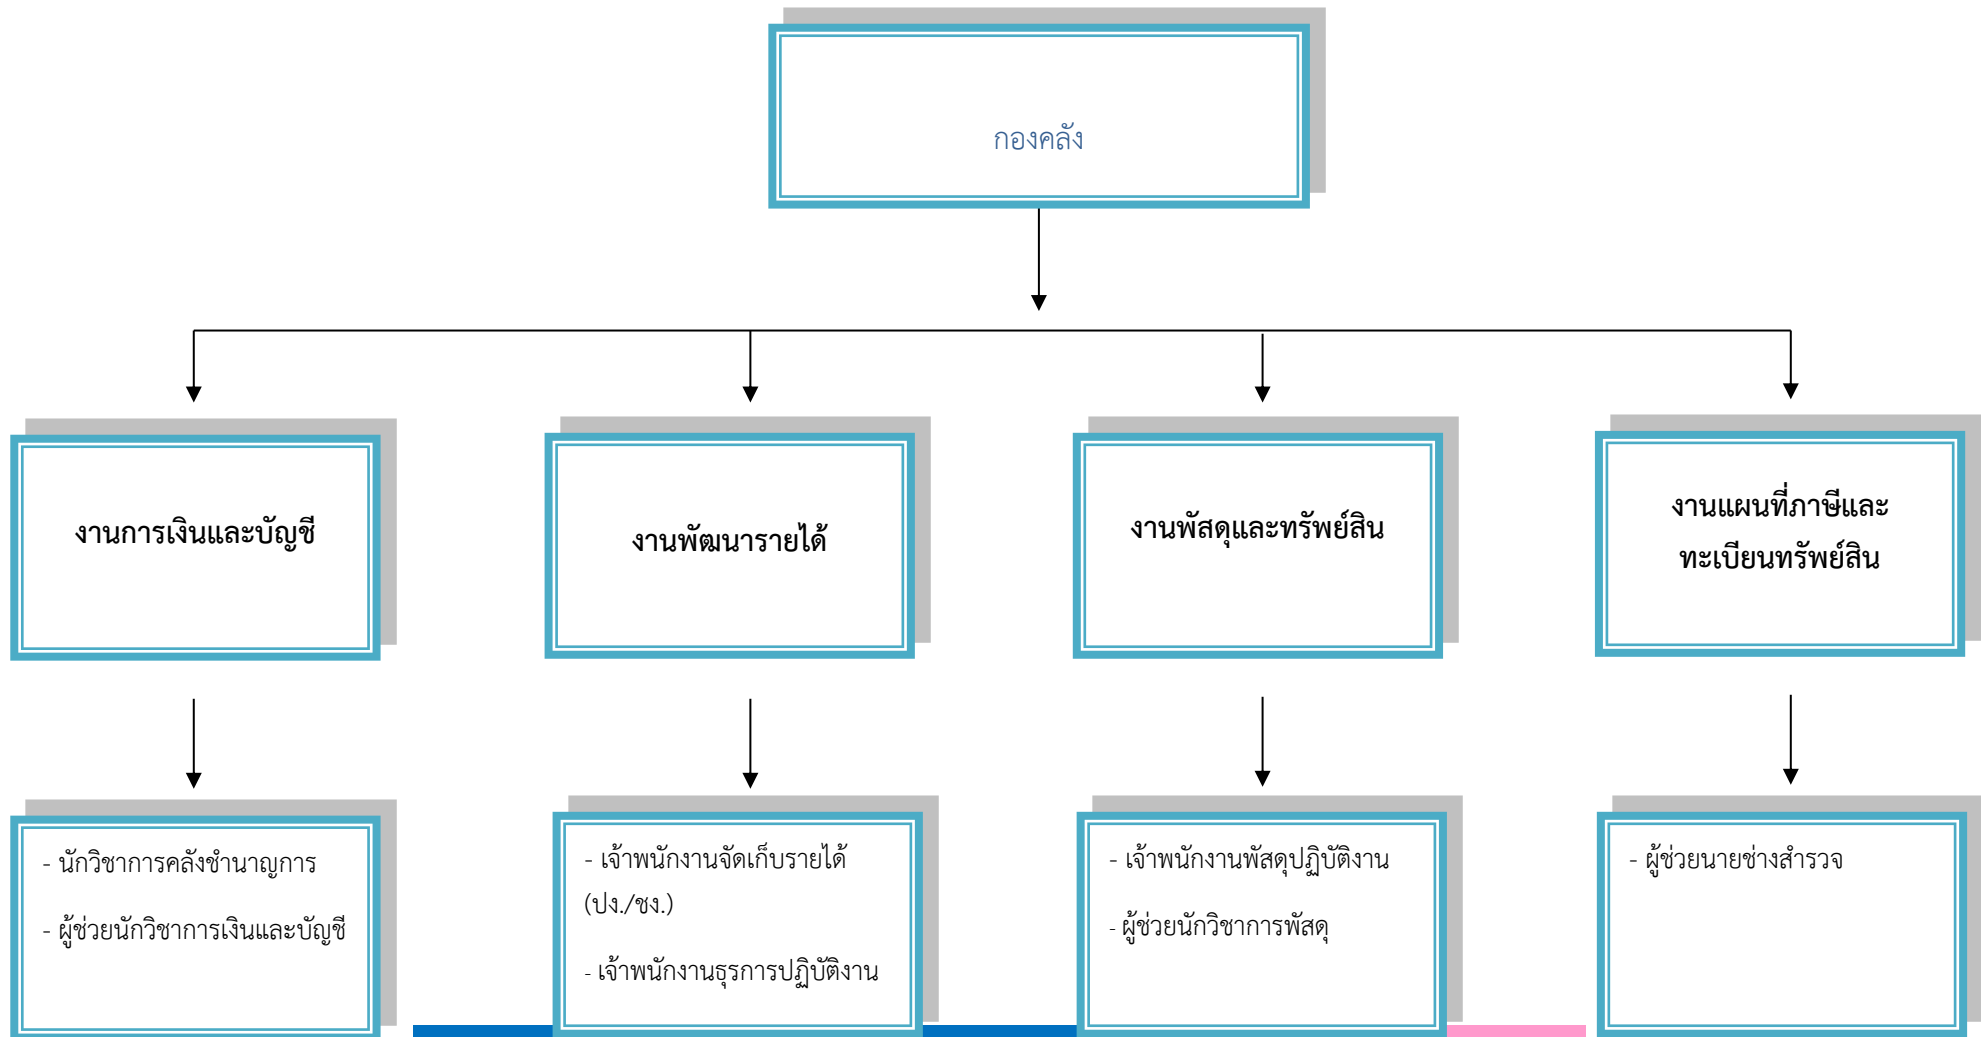 กองคลัง
งานการเงินและบัญชี
งานพัฒนารายได้
งานพัสดุและทรัพย์สิน
งานแผนที่ภาษีและ
ทะเบียนทรัพย์สิน
- นักวิชาการคลังชำนาญการ
- ผู้ช่วยนักวิชาการเงินและบัญชี
- เจ้าพนักงานจัดเก็บรายได้
(ปง./ชง.)
- เจ้าพนักงานธุรการปฏิบัติงาน
- เจ้าพนักงานพัสดุปฏิบัติงาน
- ผู้ช่วยนักวิชาการพัสดุ
- ผู้ช่วยนายช่างสำรวจ